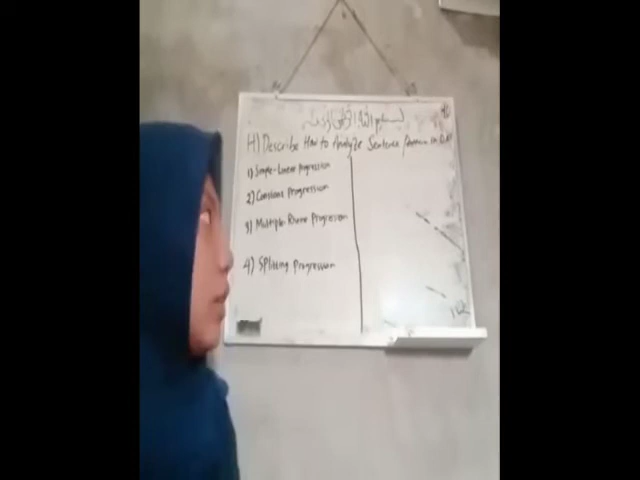 بسم الله الرحمن الرحيم
H) Describe How to Analyze Sentence Pattern in
1) Simple-Linear Progression
2) Constant Progression
3) Multiple-Rheme Progression
4) Splitting Progression